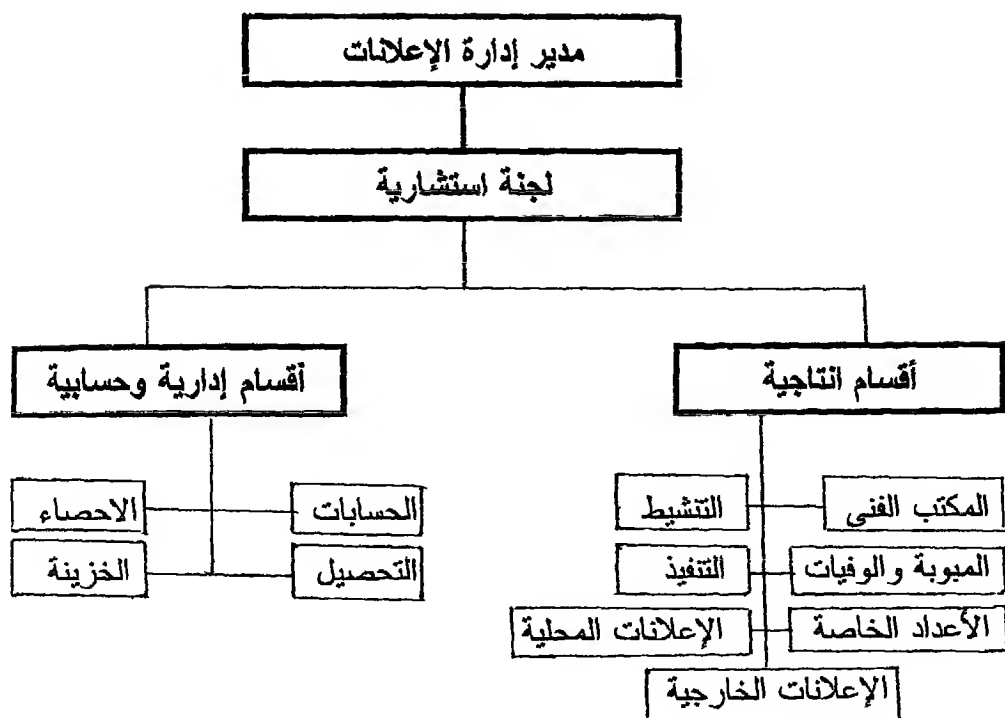 مدير إدارة الإعلانات
لجنة استشارية
أقسام انتاجية
أقسام إدارية وحسابية
المكتب الفنى
التنشيط
المبوبة والوفيات
التنفيذ
الأعداد الخاصة
الإعلانات المحلية
الإعلانات الخارجية
الحسابات
الاحصاء
التحصيل
الخزينة